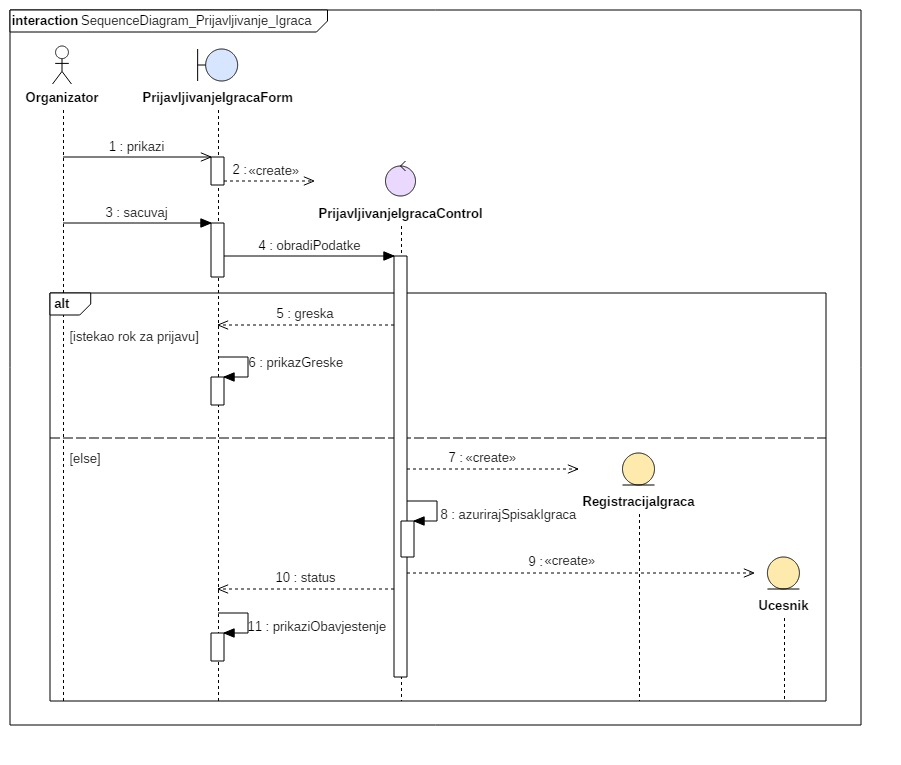 interaction SequenceDiagram_Prijavljivanje_Igraca
Organizator
PrijavljivanjeIgracaForm
1 : prikazi
2 : «create»
PrijavljivanjeIgracaControl
3 : sacuvaj
4 : obradiPodatke
alt
5 : greska
[istekao rok za prijavu]
6 : prikazGreske
[else]
7 : «create»
RegistracijaIgraca
8 : azurirajSpisakIgraca
9 : «create»
10 : status
Ucesnik
11 : prikaziObavjestenje